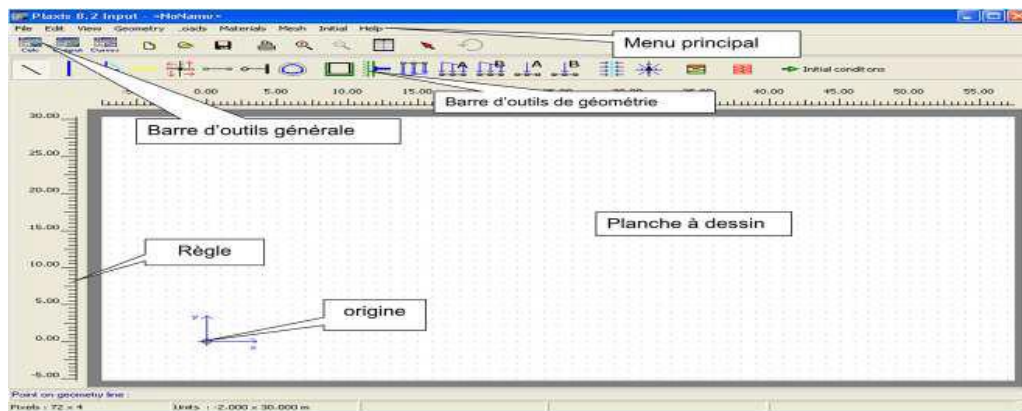 Plaxis 8.2 Input - <NoName>
File Edit View Geometry Loads Materials Mesh Initial Help
Calc Output Curves
Menu principal
Initial conditions
Barre d'outils de géométrie
0.00 5.00 10.00 15.00 40.00 45.00 50.00 55.00
Barre d'outils générale
30.00
25.00
20.00
15.00
10.00
5.00
0.00
-5.00
Planche à dessin
Règle
origine
y
x
Point on geometry line :
Pixels : 72 x 4 Units : -2.000 x 30.000 m